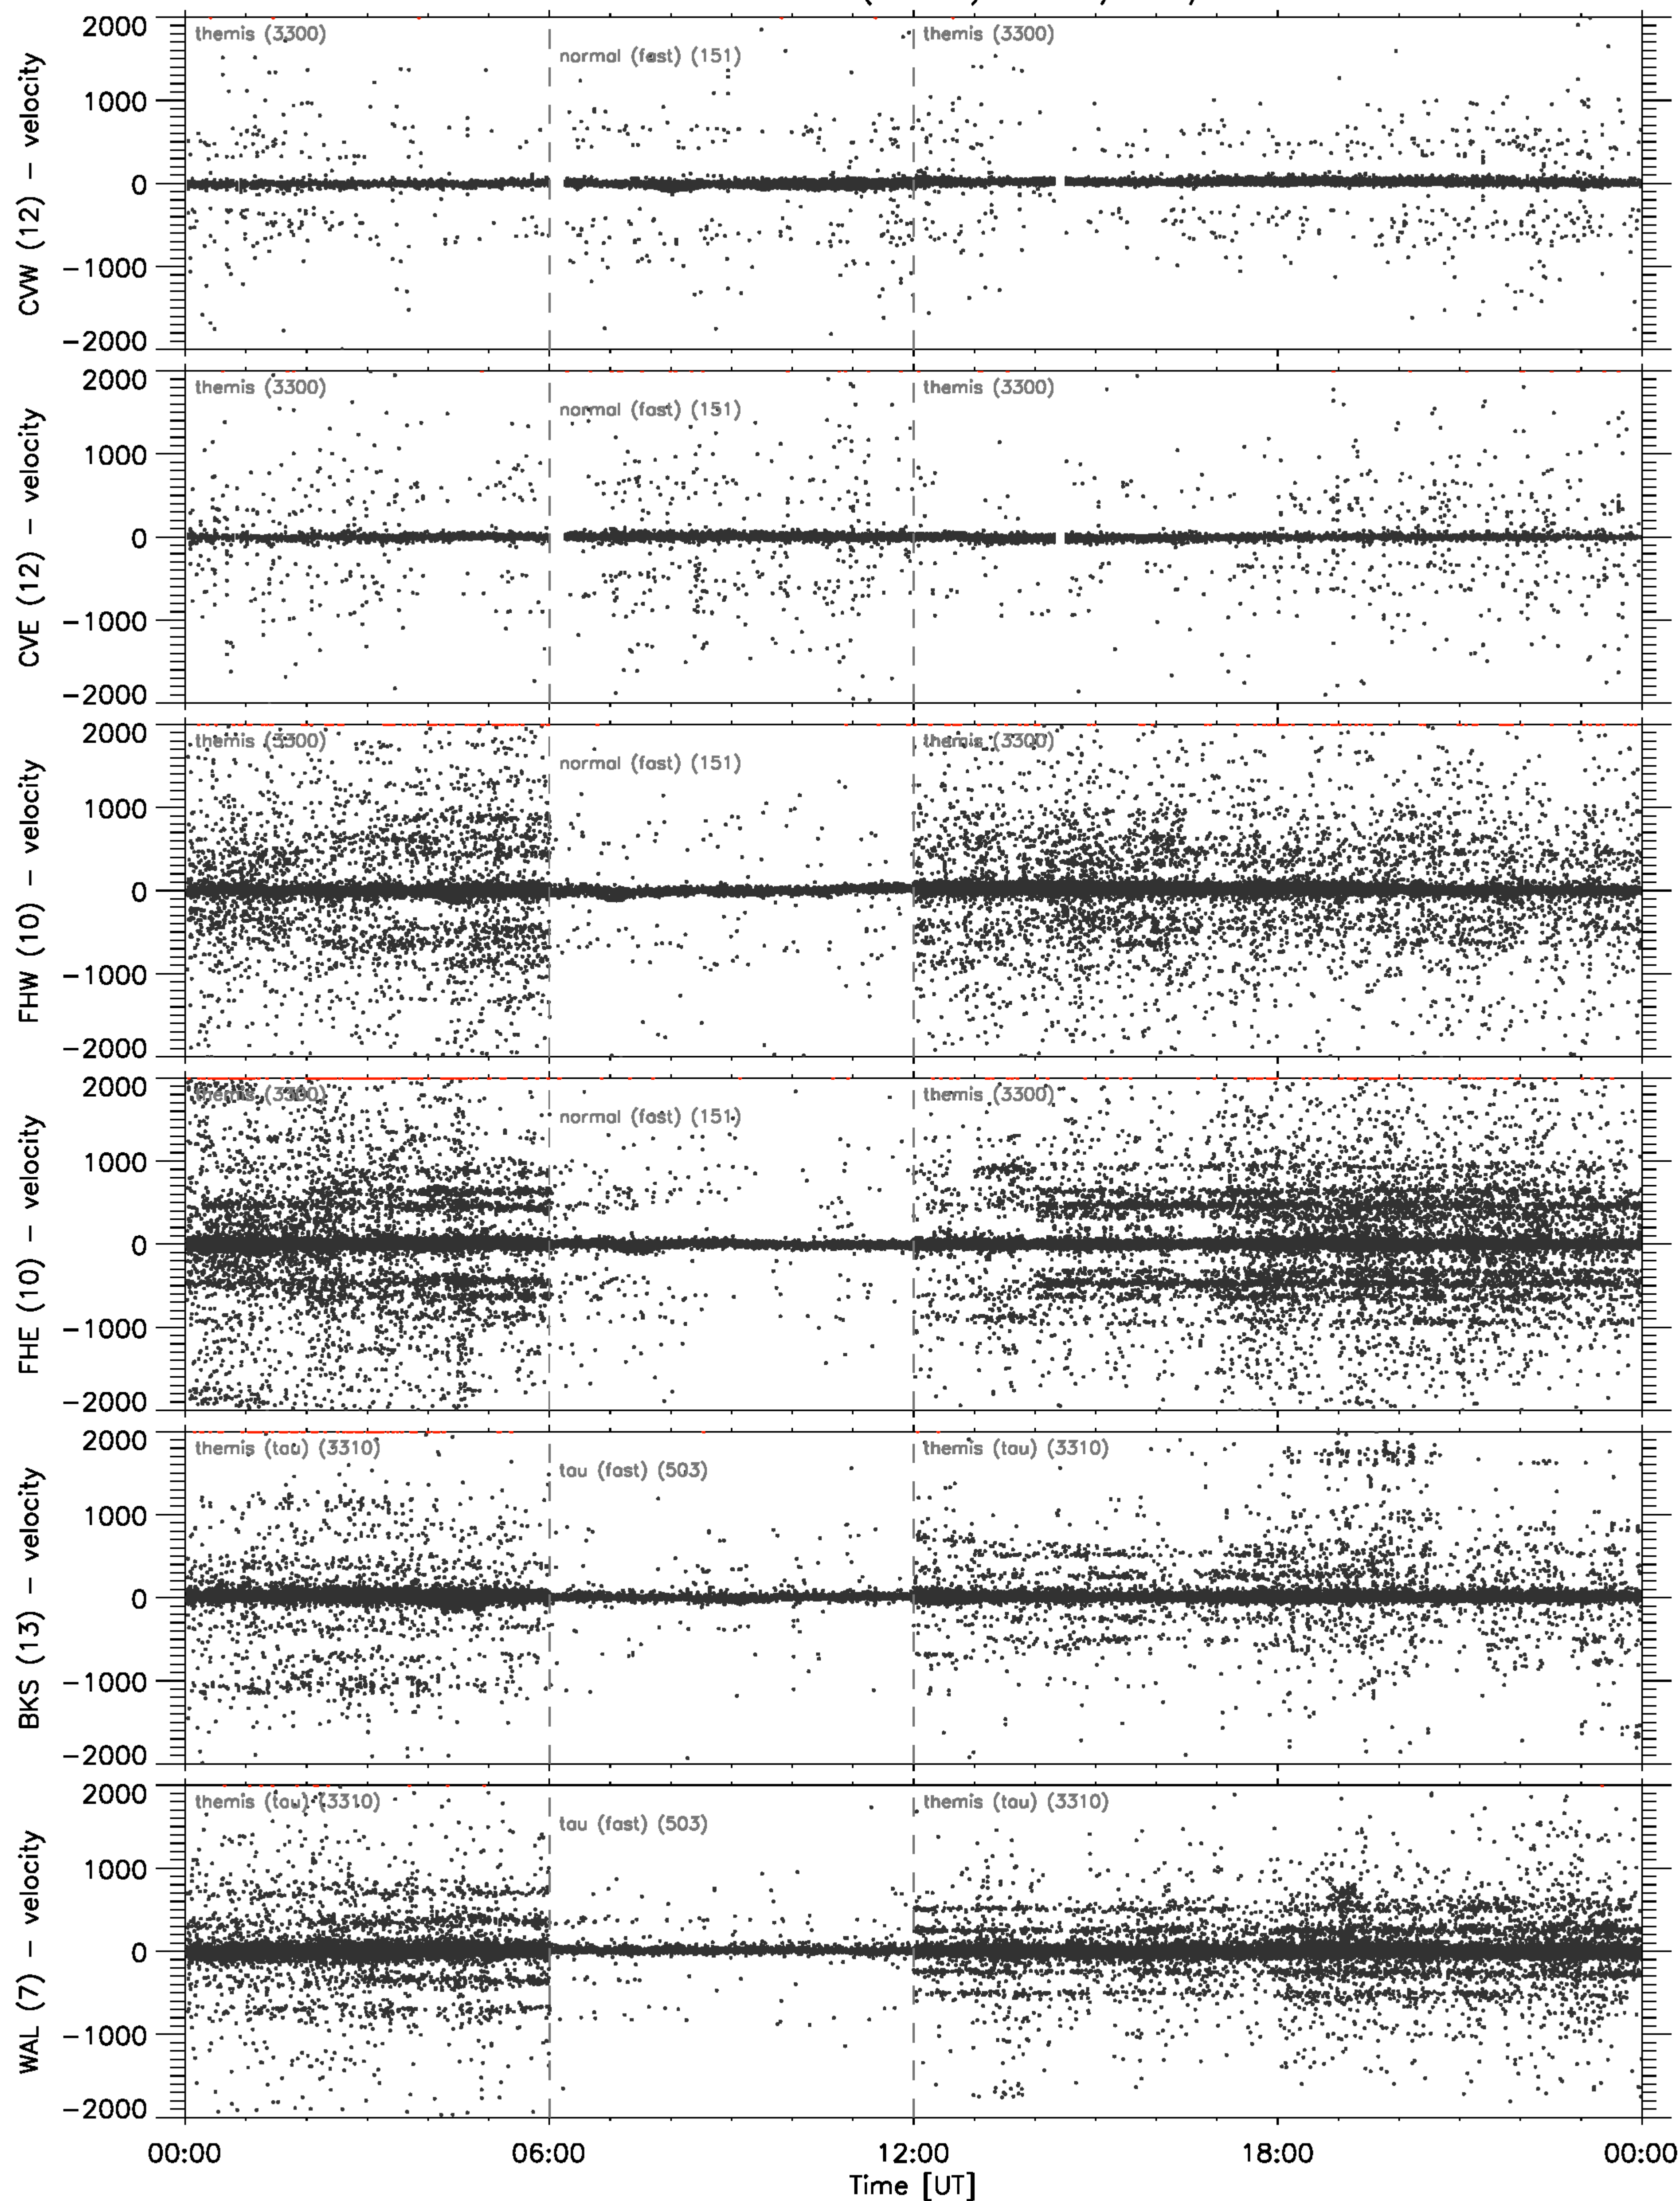 themis (3300)
normal (fast) (151)
themis (3300)
2000
1000
0
−1000
−2000
CVW (12) − velocity
themis (3300)
normal (fast) (151)
themis (3300)
2000
1000
0
−1000
−2000
CVE (12) − velocity
themis (3300)
normal (fast) (151)
themis (3300)
2000
1000
0
−1000
−2000
FHW (10) − velocity
themis (3300)
normal (fast) (151)
themis (3300)
2000
1000
0
−1000
−2000
FHE (10) − velocity
themis (tau) (3310)
tau (fast) (503)
themis (tau) (3310)
2000
1000
0
−1000
−2000
BKS (13) − velocity
themis (tau) (3310)
tau (fast) (503)
themis (tau) (3310)
2000
1000
0
−1000
−2000
WAL (7) − velocity
00:00 06:00 12:00 18:00 00:00
Time [UT]